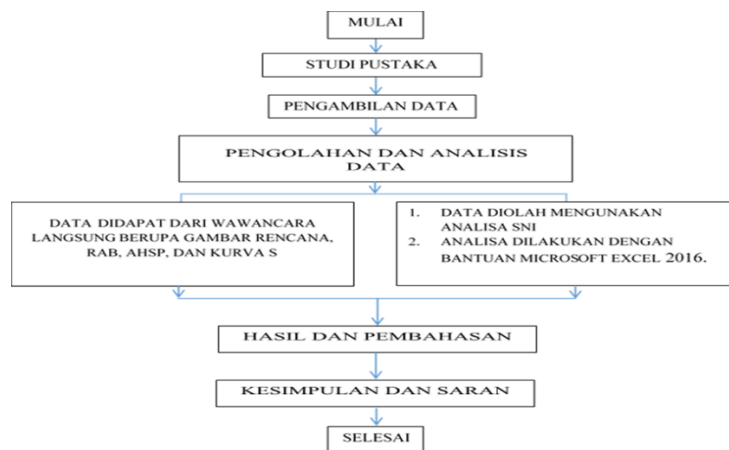 MULAI
STUDI PUSTAKA
PENGAMBILAN DATA
PENGOLAHAN DAN ANALISIS
DATA
DATA DIDAPAT DARI WAWANCARA
LANGSUNG BERUPA GAMBAR RENCANA,
RAB, AHSP, DAN KURVA S
1. DATA DIOLAH MENGUNAKAN
ANALISA SNI
2. ANALISA DILAKUKAN DENGAN
BANTUAN MICROSOFT EXCEL 2016.
HASIL DAN PEMBAHASAN
KESIMPULAN DAN SARAN
SELESAI